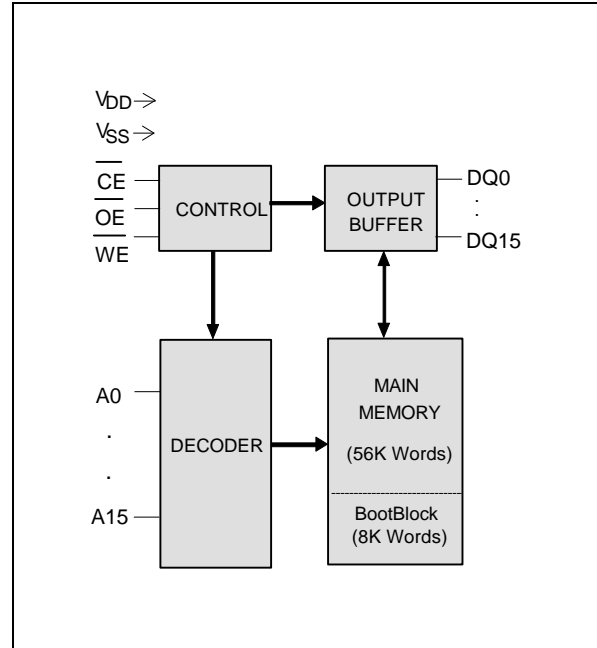 VDD
VSS
CE
OE
WE
CONTROL
OUTPUT
BUFFER
DQ0
.
.
DQ15
A0
.
.
A15
DECODER
MAIN
MEMORY
(56K Words)
BootBlock
(8K Words)